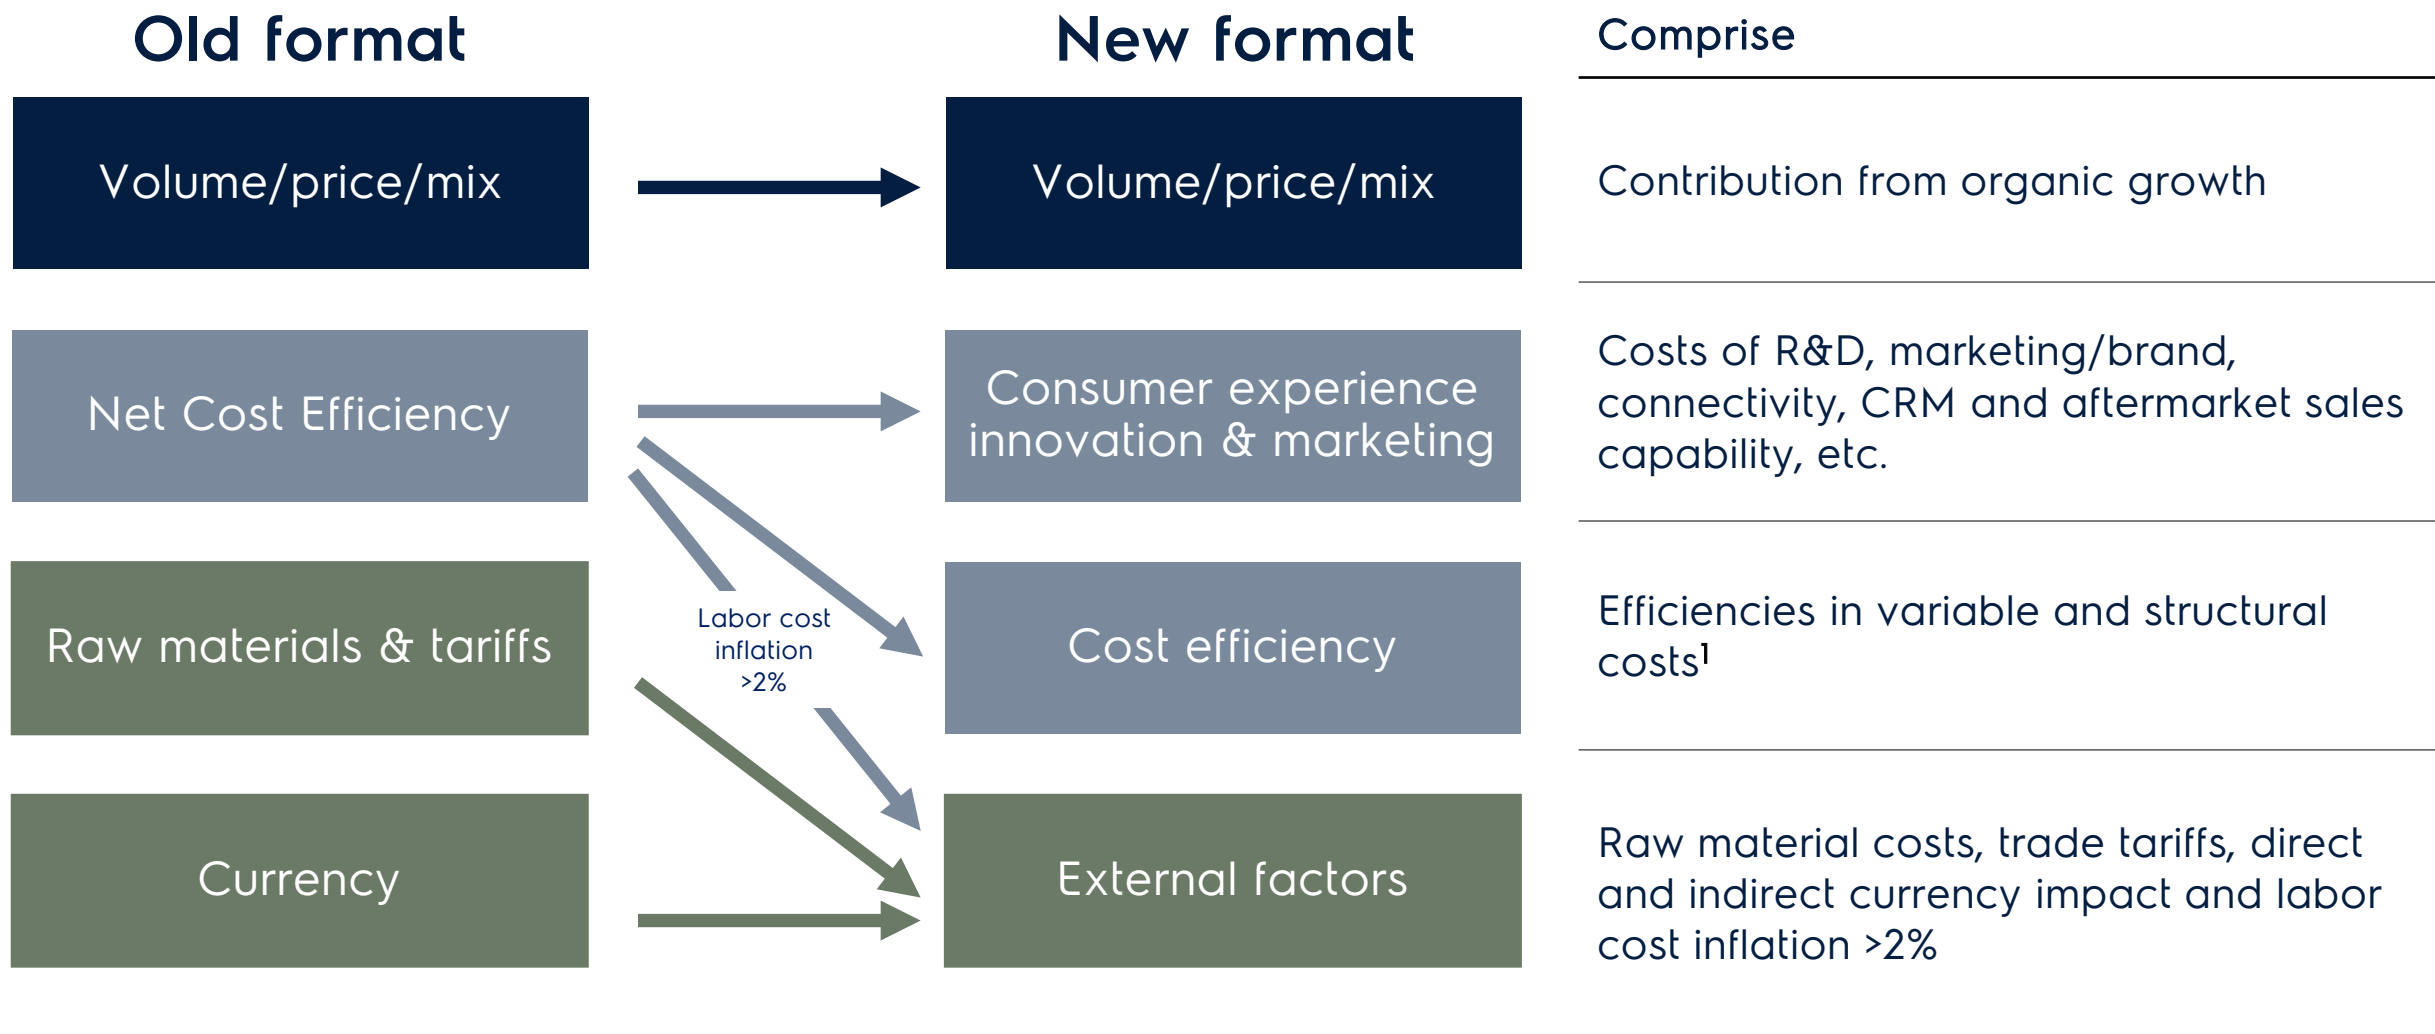 Old format
New format
Comprise
Volume/price/mix
Volume/price/mix
Contribution from organic growth
Net Cost Efficiency
Consumer experience
innovation & marketing
Costs of R&D, marketing/brand,
connectivity, CRM and aftermarket sales
capability, etc.
Raw materials & tariffs
Labor cost
inflation
>2%
Cost efficiency
Efficiencies in variable and structural
costs¹
Currency
External factors
Raw material costs, trade tariffs, direct
and indirect currency impact and labor
cost inflation >2%